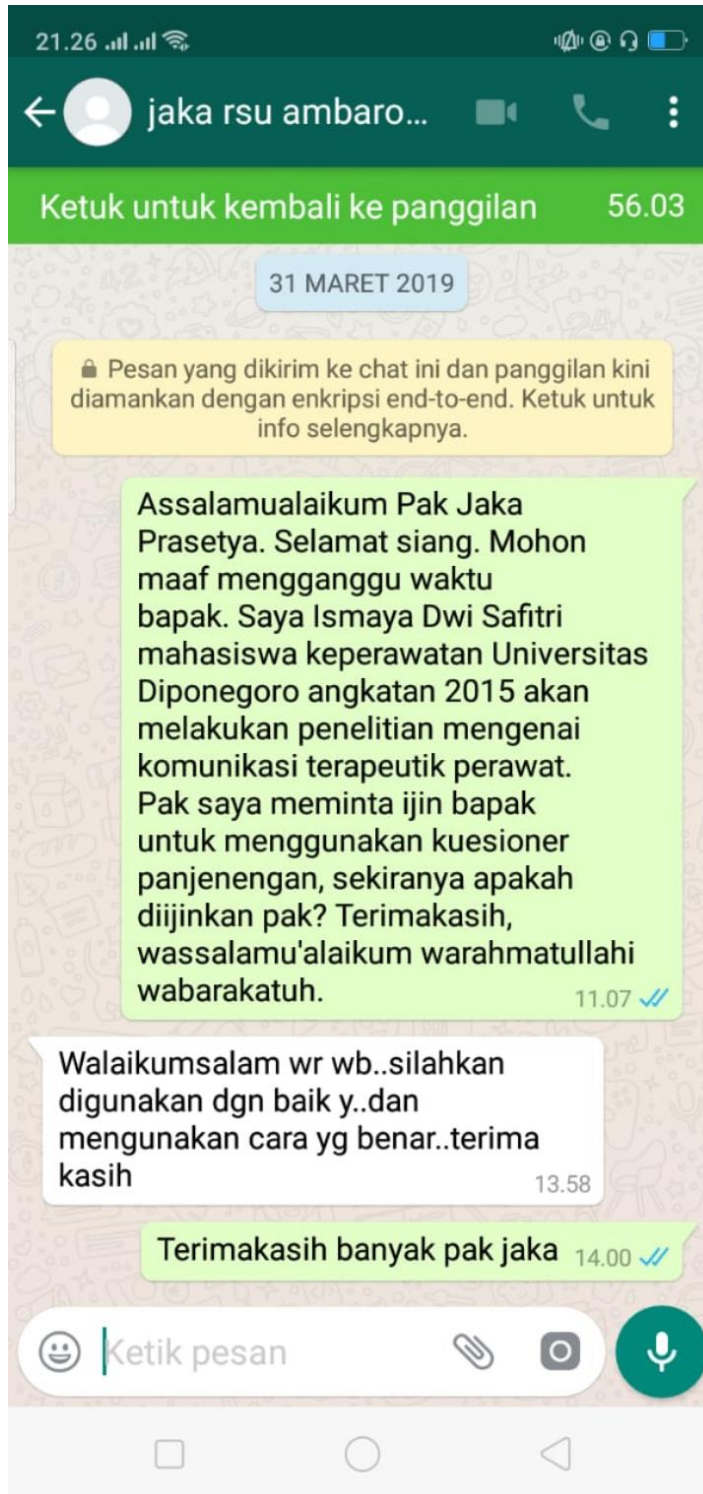 21.26
jaka rsu ambaro...
Ketuk untuk kembali ke panggilan 56.03
31 MARET 2019
Pesan yang dikirim ke chat ini dan panggilan kini
diamankan dengan enkripsi end-to-end. Ketuk untuk
info selengkapnya.
Assalamualaikum Pak Jaka
Prasetya. Selamat siang. Mohon
maaf mengganggu waktu
bapak. Saya Ismaya Dwi Safitri
mahasiswa keperawatan Universitas
Diponegoro angkatan 2015 akan
melakukan penelitian mengenai
komunikasi terapeutik perawat.
Pak saya meminta ijin bapak
untuk menggunakan kuesioner
panjenengan, sekiranya apakah
diijinkan pak? Terimakasih,
wassalamu'alaikum warahmatullahi
wabarakatuh. 11.07
Walaikumsalam wr wb..silahkan
digunakan dgn baik y..dan
mengunakan cara yg benar..terima
kasih 13.58
Terimakasih banyak pak jaka 14.00
Ketik pesan